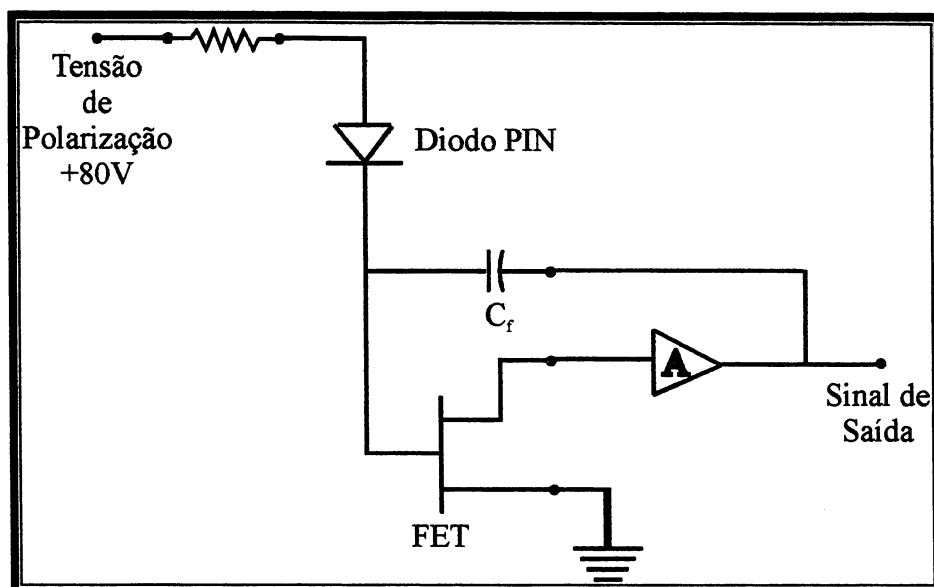 Tensão
de
Polarização
+80V
Diodo PIN
C_f
A
Sinal de
Saída
FET